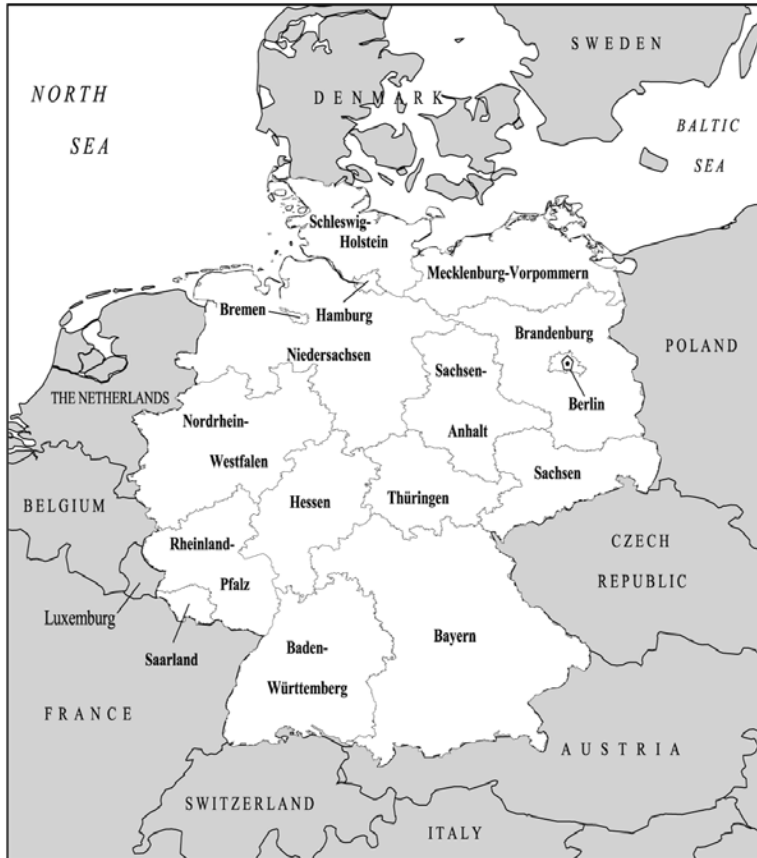 SWEDEN
NORTH
SEA
DENMARK
BALTIC
SEA
Schleswig-
Holstein
Mecklenburg-Vorpommern
Bremen
Hamburg
Brandenburg
POLAND
Niedersachsen
Sachsen-
Anhalt
Berlin
THE NETHERLANDS
Nordrhein-
Westfalen
Sachsen
BELGIUM
Hessen
Thüringen
Rheinland-
Pfalz
CZECH
REPUBLIC
Luxemburg
Saarland
Baden-
Württemberg
Bayern
FRANCE
AUSTRIA
SWITZERLAND
ITALY